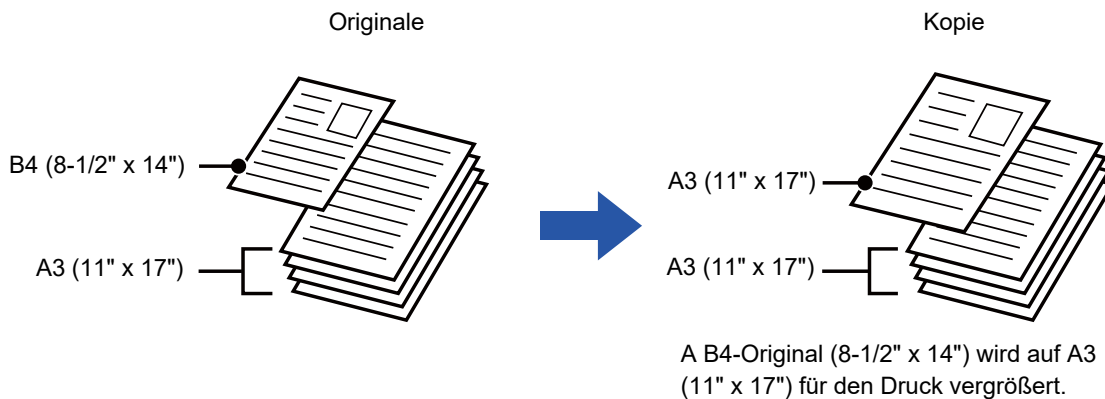 Originale
Kopie
B4 (8-1/2" x 14")
A3 (11" x 17")
A3 (11" x 17")
A3 (11" x 17")
A B4-Original (8-1/2" x 14") wird auf A3
(11" x 17") für den Druck vergrößert.